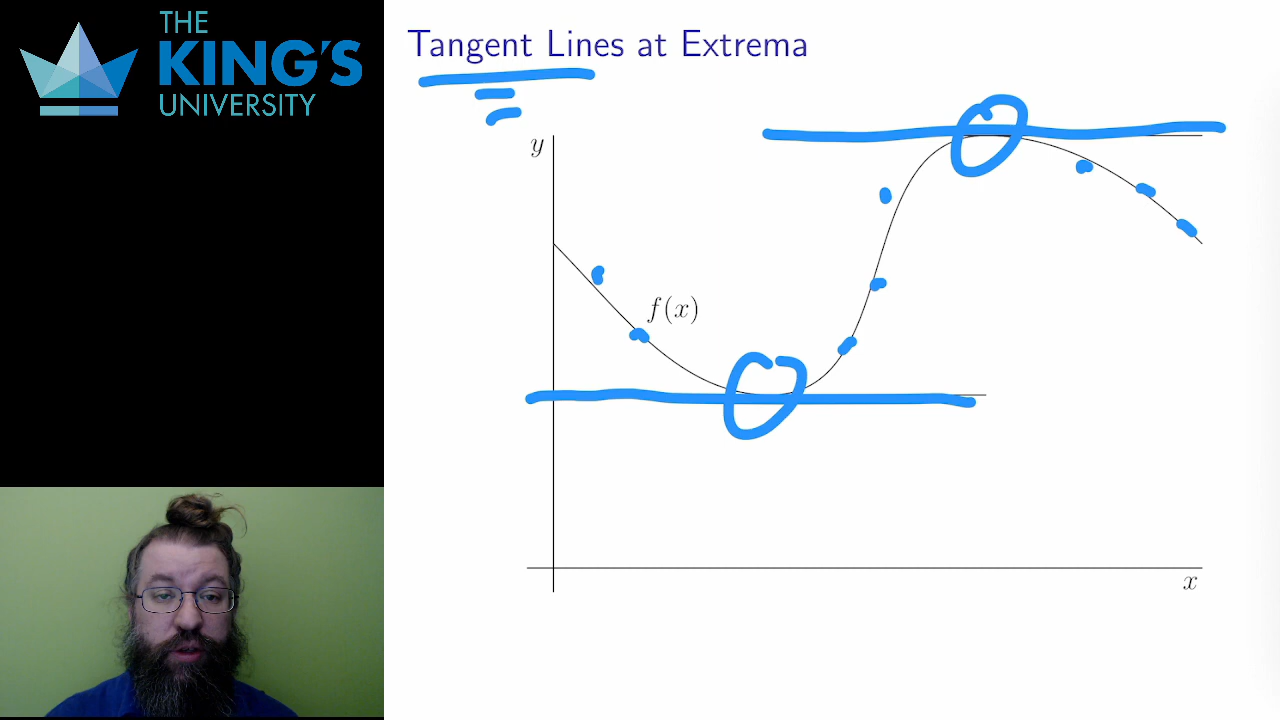 THE
KING'S
UNIVERSITY
Tangent Lines at Extrema
y
f(x)
x